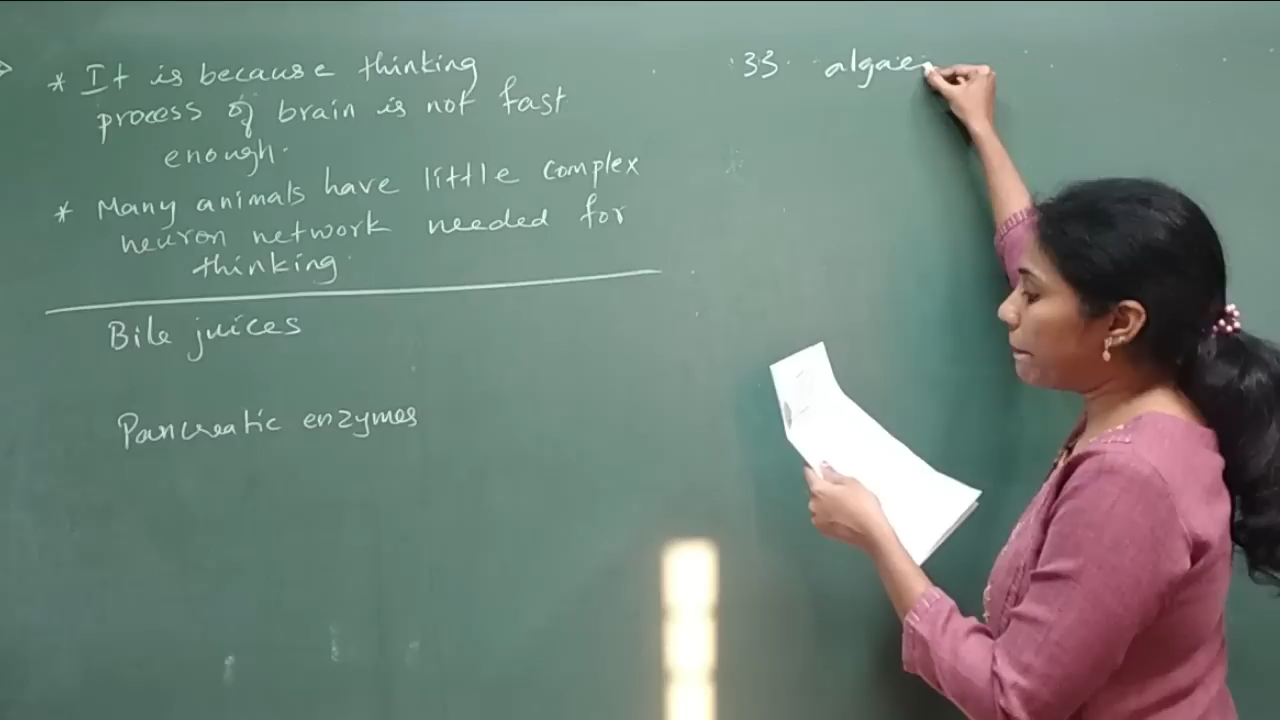 * It is because thinking
process of brain is not fast
enough.
* Many animals have little complex
neuron network needed for
thinking.
Bile juices
Pancreatic enzymes
33. algae